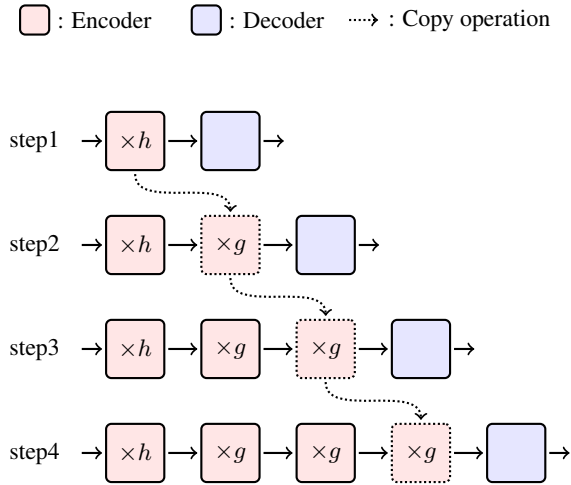 : Encoder : Decoder : Copy operation
step1 ×h
step2 ×h ×g
step3 ×h ×g ×g
step4 ×h ×g ×g ×g